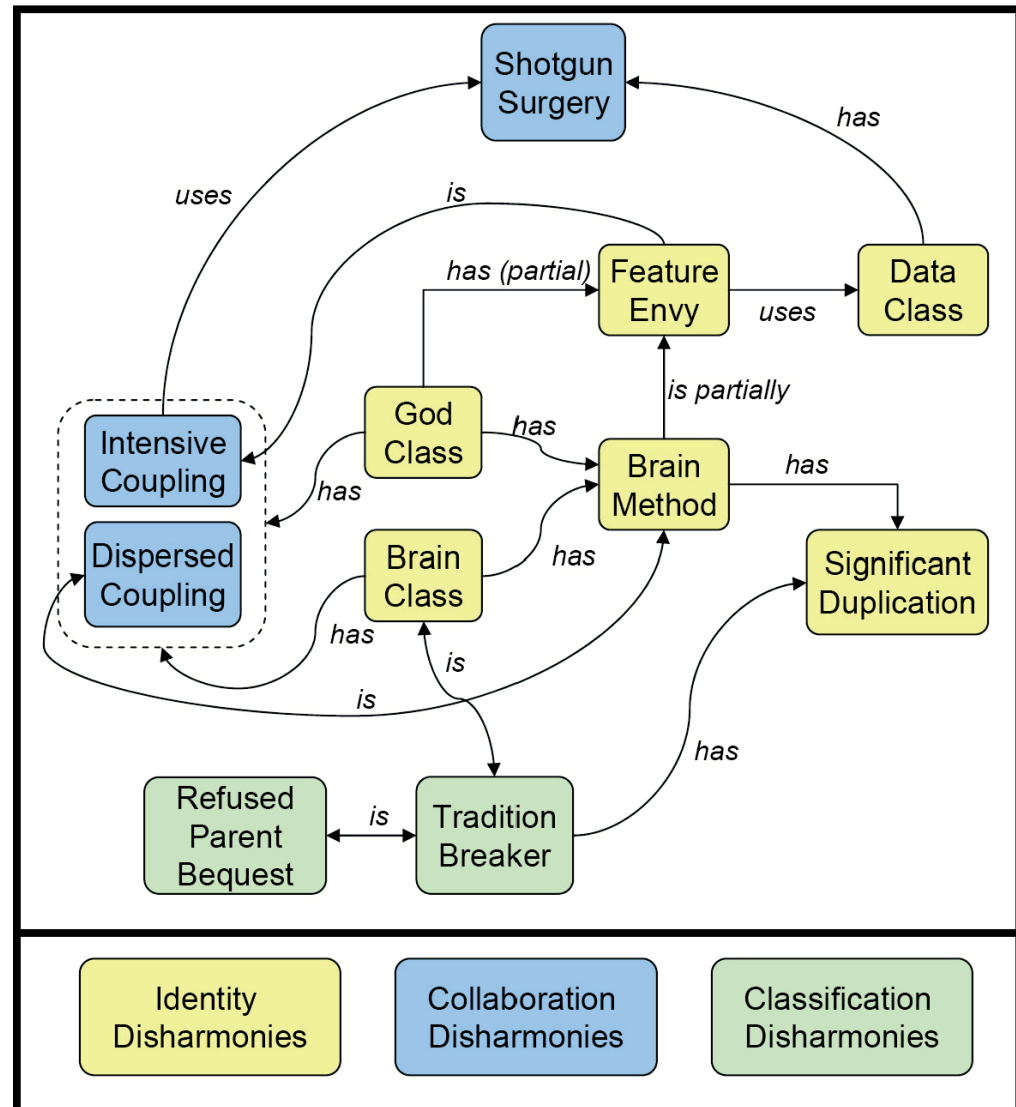 Shotgun
Surgery
has
uses
is
has (partial)
Feature
Envy
uses
Data
Class
is partially
God
Class
has
has
Intensive
Coupling
Dispersed
Coupling
Brain
Method
has
Brain
Class
has
has
Significant
Duplication
is
is
has
Refused
Parent
Bequest
is
Tradition
Breaker
Identity
Disharmonies
Collaboration
Disharmonies
Classification
Disharmonies